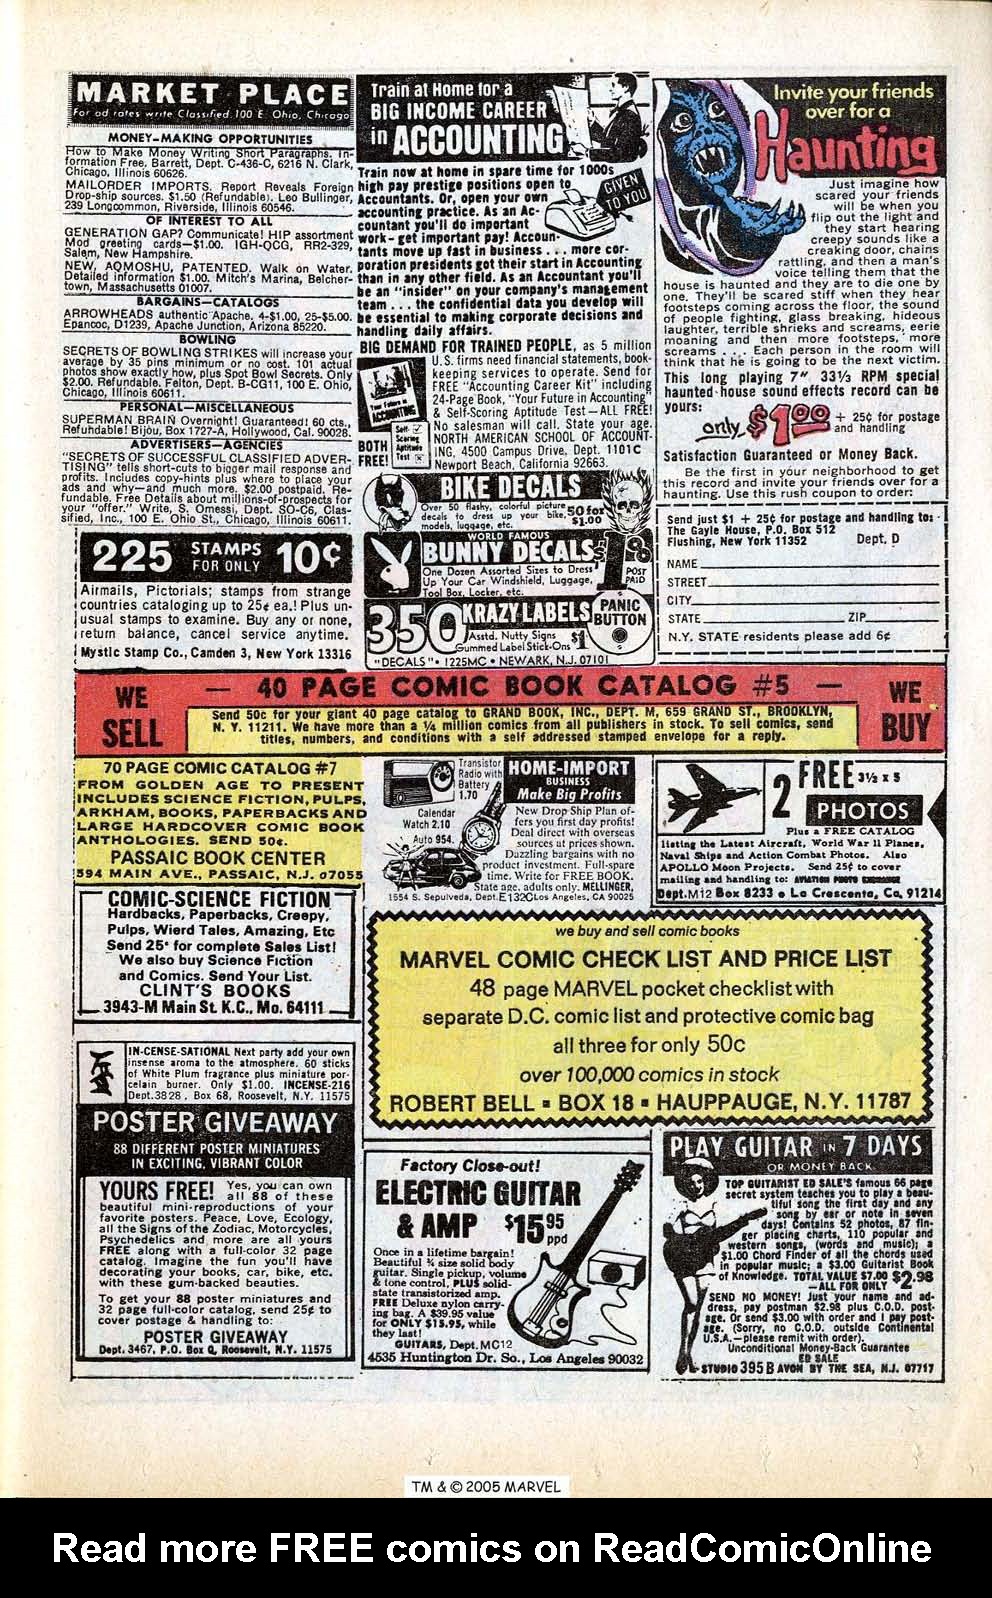 MARKET PLACE
For ad rates write Classified, 100 E. Ohio, Chicago
MONEY-MAKING OPPORTUNITIES
How to Make Money Writing Short Paragraphs. In-
formation Free. Barrett, Dept. C-436-C, 6216 N. Clark,
Chicago, Illinois 60626.
MAILORDER IMPORTS. Report Reveals Foreign
Drop-ship sources. $1.50 (Refundable). Leo Bullinger,
239 Longcommon, Riverside, Illinois 60546.
OF INTEREST TO ALL
GENERATION GAP? Communicate! HIP assortment
Mod greeting cards—$1.00. IGH-QCG, RR2-329,
Salem, New Hampshire.
NEW, AQMOSHU, PATENTED. Walk on Water.
Detailed information $1.00. Mitch's Marina, Belcher-
town, Massachusetts 01007.
BARGAINS—CATALOGS
ARROWHEADS authentic Apache. 4-$1.00, 25-$5.00.
Epancoc, D1239, Apache Junction, Arizona 85220.
BOWLING
SECRETS OF BOWLING STRIKES will increase your
average by 35 pins minimum or no cost. 101 actual
photos show exactly how, plus Spot Bowl Secrets. Only
$2.00. Refundable. Felton, Dept. B-CG11, 100 E. Ohio,
Chicago, Illinois 60611.
PERSONAL—MISCELLANEOUS
SUPERMAN BRAIN Overnight! Guaranteed! 60 cts.,
Refundable! Bijou, Box 1727-A, Hollywood, Cal. 90028.
ADVERTISERS—AGENCIES
"SECRETS OF SUCCESSFUL CLASSIFIED ADVER-
TISING" tells short-cuts to bigger mail response and
profits. Includes copy-hints plus where to place your
ads and why—and much more. $2.00 postpaid. Re-
fundable. Free Details about millions-of-prospects for
your "offer." Write, S. Omessi, Dept. SO-C6, Clas-
sified, Inc., 100 E. Ohio St., Chicago, Illinois 60611.
225 STAMPS FOR ONLY 10¢
Airmails, Pictorials; stamps from strange
countries cataloging up to 25¢ ea.! Plus un-
usual stamps to examine. Buy any or none,
return balance, cancel service anytime.
Mystic Stamp Co., Camden 3, New York 13316
Train at Home for a
BIG INCOME CAREER
in ACCOUNTING
Train now at home in spare time for 1000s
high pay prestige positions open to
Accountants. Or, open your own
accounting practice. As an Ac-
countant you'll do important
work - get important pay! Accoun-
tants move up fast in business . . . more cor-
poration presidents got their start in Accounting
than in any other field. As an Accountant you'll
be an "insider" on your company's management
team . . . the confidential data you develop will
be essential to making corporate decisions and
handling daily affairs.
GIVEN TO YOU
BIG DEMAND FOR TRAINED PEOPLE, as 5 million
U.S. firms need financial statements, book-
keeping services to operate. Send for
FREE "Accounting Career Kit" including
24-Page Book, "Your Future in Accounting"
& Self-Scoring Aptitude Test—ALL FREE!
No salesman will call. State your age.
NORTH AMERICAN SCHOOL OF ACCOUNT-
ING, 4500 Campus Drive, Dept. 1101C
Newport Beach, California 92663.
Your Future in
ACCOUNTING
BOTH
FREE!
Self-
Scoring
Aptitude
Test
BIKE DECALS
Over 50 flashy, colorful picture
decals to dress up your bike,
models, luggage, etc.
50 for
$1.00
WORLD FAMOUS
BUNNY DECALS
One Dozen Assorted Sizes to Dress
Up Your Car Windshield, Luggage,
Tool Box, Locker, etc.
$1.00
POST
PAID
350 KRAZY LABELS
Asstd. Nutty Signs
Gummed Label Stick-Ons
$1
PANIC
BUTTON
"DECALS" • 1225MC • NEWARK, N.J. 07101
Invite your friends
over for a
Haunting
Just imagine how
scared your friends
will be when you
flip out the light and
they start hearing
creepy sounds like a
creaking door, chains
rattling, and then a man's
voice telling them that the
house is haunted and they are to die one by
one. They'll be scared stiff when they hear
footsteps coming across the floor, the sound
of people fighting, glass breaking, hideous
laughter, terrible shrieks and screams, eerie
moaning and then more footsteps, more
screams . . . . Each person in the room will
think that he is going to be the next victim.
This long playing 7" 33⅓ RPM special
haunted house sound effects record can be
yours:
only $1.00 + 25¢ for postage
and handling
Satisfaction Guaranteed or Money Back.
Be the first in your neighborhood to get
this record and invite your friends over for a
haunting. Use this rush coupon to order:
Send just $1 + 25¢ for postage and handling to:
The Gayle House, P.O. Box 512
Flushing, New York 11352 Dept. D
NAME
STREET
CITY
STATE ZIP
N.Y. STATE residents please add 6¢
WE
SELL
— 40 PAGE COMIC BOOK CATALOG #5 —
Send 50c for your giant 40 page catalog to GRAND BOOK, INC., DEPT. M, 659 GRAND ST., BROOKLYN,
N. Y. 11211. We have more than a ¼ million comics from all publishers in stock. To sell comics, send
titles, numbers, and conditions with a self addressed stamped envelope for a reply.
WE
BUY
70 PAGE COMIC CATALOG #7
FROM GOLDEN AGE TO PRESENT
INCLUDES SCIENCE FICTION, PULPS,
ARKHAM, BOOKS, PAPERBACKS AND
LARGE HARDCOVER COMIC BOOK
ANTHOLOGIES. SEND 50¢.
PASSAIC BOOK CENTER
594 MAIN AVE., PASSAIC, N.J. 07055
COMIC-SCIENCE FICTION
Hardbacks, Paperbacks, Creepy,
Pulps, Wierd Tales, Amazing, Etc
Send 25¢ for complete Sales List!
We also buy Science Fiction
and Comics. Send Your List.
CLINT'S BOOKS
3943-M Main St. K.C., Mo. 64111
IN-CENSE-SATIONAL Next party add your own
insense aroma to the atmosphere. 60 sticks
of White Plum fragrance plus miniature por-
celain burner. Only $1.00. INCENSE-216
Dept.3828, Box 68, Roosevelt, N.Y. 11575
POSTER GIVEAWAY
88 DIFFERENT POSTER MINIATURES
IN EXCITING, VIBRANT COLOR
YOURS FREE! Yes, you can own
all 88 of these
beautiful mini-reproductions of your
favorite posters. Peace, Love, Ecology,
all the Signs of the Zodiac, Motorcycles,
Psychedelics and more are all yours
FREE along with a full-color 32 page
catalog. Imagine the fun you'll have
decorating your books, car, bike, etc.
with these gum-backed beauties.
To get your 88 poster miniatures and
32 page full-color catalog, send 25¢ to
cover postage & handling to:
POSTER GIVEAWAY
Dept. 3467, P.O. Box Q, Roosevelt, N.Y. 11575
Transistor
Radio with
Battery
1.70
Calendar
Watch 2.10
Auto 954.
HOME-IMPORT
BUSINESS
Make Big Profits
New Drop Ship Plan of-
fers you first day profits!
Deal direct with overseas
sources at prices shown.
Dazzling bargains with no
product investment. Full-spare
time. Write for FREE BOOK.
State age, adults only. MELLINGER,
1554 S. Sepulveda, Dept. E132C Los Angeles, CA 90025
2 FREE 3½ x 5
PHOTOS
Plus a FREE CATALOG
listing the Latest Aircraft, World War II Planes,
Naval Ships and Action Combat Photos. Also
APOLLO Moon Projects. Send 25¢ to cover
mailing and handling to: AVIATION PHOTO EXCHANGE
Dept.M12 Box 8233 • La Crescenta, Ca. 91214
we buy and sell comic books
MARVEL COMIC CHECK LIST AND PRICE LIST
48 page MARVEL pocket checklist with
separate D.C. comic list and protective comic bag
all three for only 50c
over 100,000 comics in stock
ROBERT BELL ▪ BOX 18 ▪ HAUPPAUGE, N.Y. 11787
Factory Close-out!
ELECTRIC GUITAR
& AMP $15.95 ppd
Once in a lifetime bargain!
Beautiful ¾ size solid body
guitar. Single pickup, volume
& tone control, PLUS solid-
state transistorized amp.
FREE Deluxe nylon carry-
ing bag. A $39.95 value
for ONLY $15.95, while
they last!
GUITARS, Dept. MC12
4535 Huntington Dr. So., Los Angeles 90032
PLAY GUITAR IN 7 DAYS
OR MONEY BACK
TOP GUITARIST ED SALE'S famous 66 page
secret system teaches you to play a beau-
tiful song the first day and any
song by ear or note in seven
days! Contains 52 photos, 87 fin-
ger placing charts, 110 popular and
western songs, (words and music); a
$1.00 Chord Finder of all the chords used
in popular music; a $3.00 Guitarist Book
of Knowledge. TOTAL VALUE $7.00 $2.98
—ALL FOR ONLY
SEND NO MONEY! Just your name and ad-
dress, pay postman $2.98 plus C.O.D. post-
age. Or send $3.00 with order and I pay post-
age. (Sorry, no C.O.D. outside Continental
U.S.A.—please remit with order).
Unconditional Money-Back Guarantee
ED SALE
STUDIO 395 B AVON BY THE SEA, N.J. 07717
TM & © 2005 MARVEL
Read more FREE comics on ReadComicOnline